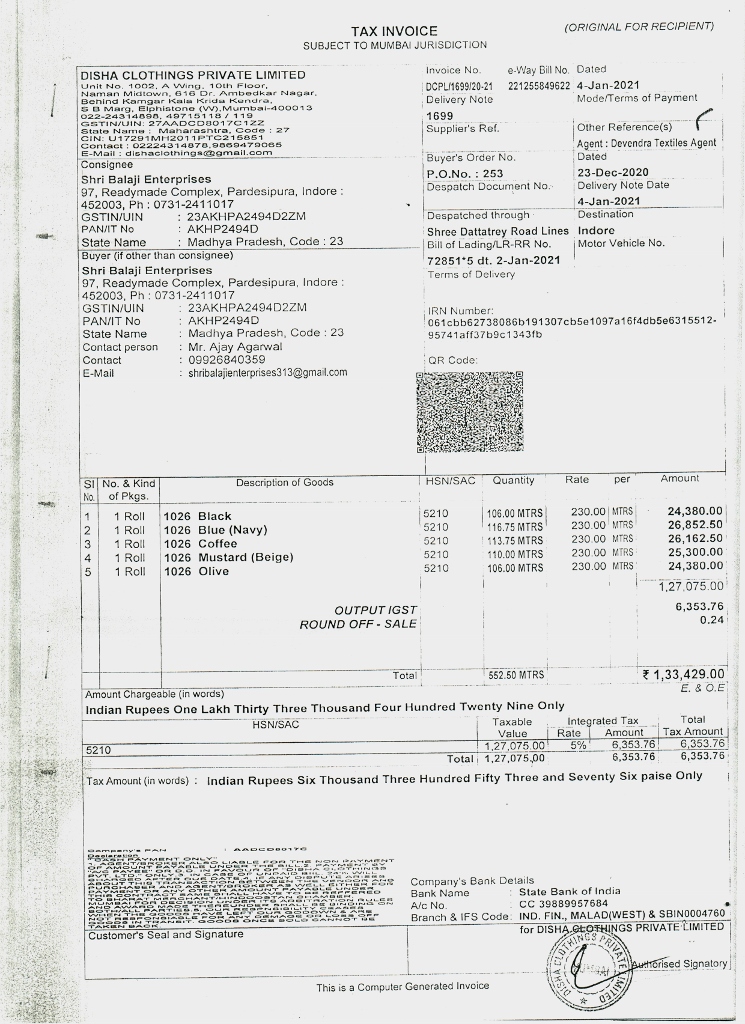 TAX INVOICE
(ORIGINAL FOR RECIPIENT)
SUBJECT TO MUMBAI JURISDICTION
DISHA CLOTHINGS PRIVATE LIMITED
Unit No. 1002, A Wing, 10th Floor,
Naman Midtown, 616 Dr. Ambedkar Nagar,
Behind Kamgar Kala Krida Kendra,
S B Marg, Elphistone (W),Mumbai-400013
022-24314898, 49715118 / 119
GSTIN/UIN: 27AADCD8017C1ZZ
State Name : Maharashtra, Code : 27
CIN: U17291MH2011PTC215851
Contact : 02224314878,9869479065
E-Mail : dishaclothings@gmail.com
Invoice No. e-Way Bill No. Dated
DCPL/1699/20-21 221255849622 4-Jan-2021
Delivery Note Mode/Terms of Payment
1699
Supplier's Ref. Other Reference(s)
Agent : Devendra Textiles Agent
Buyer's Order No. Dated
P.O.No. : 253 23-Dec-2020
Despatch Document No. Delivery Note Date
4-Jan-2021
Despatched through Destination
Shree Dattatrey Road Lines Indore
Bill of Lading/LR-RR No. Motor Vehicle No.
72851*5 dt. 2-Jan-2021
Terms of Delivery
Consignee
Shri Balaji Enterprises
97, Readymade Complex, Pardesipura, Indore :
452003, Ph : 0731-2411017
GSTIN/UIN : 23AKHPA2494D2ZM
PAN/IT No : AKHP2494D
State Name : Madhya Pradesh, Code : 23
Buyer (if other than consignee)
Shri Balaji Enterprises
97, Readymade Complex, Pardesipura, Indore :
452003, Ph : 0731-2411017
GSTIN/UIN : 23AKHPA2494D2ZM
PAN/IT No : AKHP2494D
State Name : Madhya Pradesh, Code : 23
Contact person : Mr. Ajay Agarwal
Contact : 09926840359
E-Mail : shribalajienterprises313@gmail.com
IRN Number:
061cbb62738086b191307cb5e1097a16f4db5e6315512-
95741aff37b9c1343fb
QR Code:
Sl No. No. & Kind of Pkgs. Description of Goods HSN/SAC Quantity Rate per Amount
1 1 Roll 1026 Black 5210 106.00 MTRS 230.00 MTRS 24,380.00
2 1 Roll 1026 Blue (Navy) 5210 116.75 MTRS 230.00 MTRS 26,852.50
3 1 Roll 1026 Coffee 5210 113.75 MTRS 230.00 MTRS 26,162.50
4 1 Roll 1026 Mustard (Beige) 5210 110.00 MTRS 230.00 MTRS 25,300.00
5 1 Roll 1026 Olive 5210 106.00 MTRS 230.00 MTRS 24,380.00
1,27,075.00
OUTPUT IGST 6,353.76
ROUND OFF - SALE 0.24
Total 552.50 MTRS ₹ 1,33,429.00
Amount Chargeable (in words) E. & O.E
Indian Rupees One Lakh Thirty Three Thousand Four Hundred Twenty Nine Only
HSN/SAC Taxable Value Integrated Tax Rate Amount Total Tax Amount
5210 1,27,075.00 5% 6,353.76 6,353.76
Total 1,27,075.00 6,353.76 6,353.76
Tax Amount (in words) : Indian Rupees Six Thousand Three Hundred Fifty Three and Seventy Six paise Only
Company's PAN : AADCD8017C
Declaration
Company's Bank Details
Bank Name : State Bank of India
A/c No. : CC 39889957684
Branch & IFS Code : IND. FIN., MALAD(WEST) & SBIN0004760
Customer's Seal and Signature
for DISHA CLOTHINGS PRIVATE LIMITED
DISHA CLOTHINGS PRIVATE LIMITED
Authorised Signatory
This is a Computer Generated Invoice